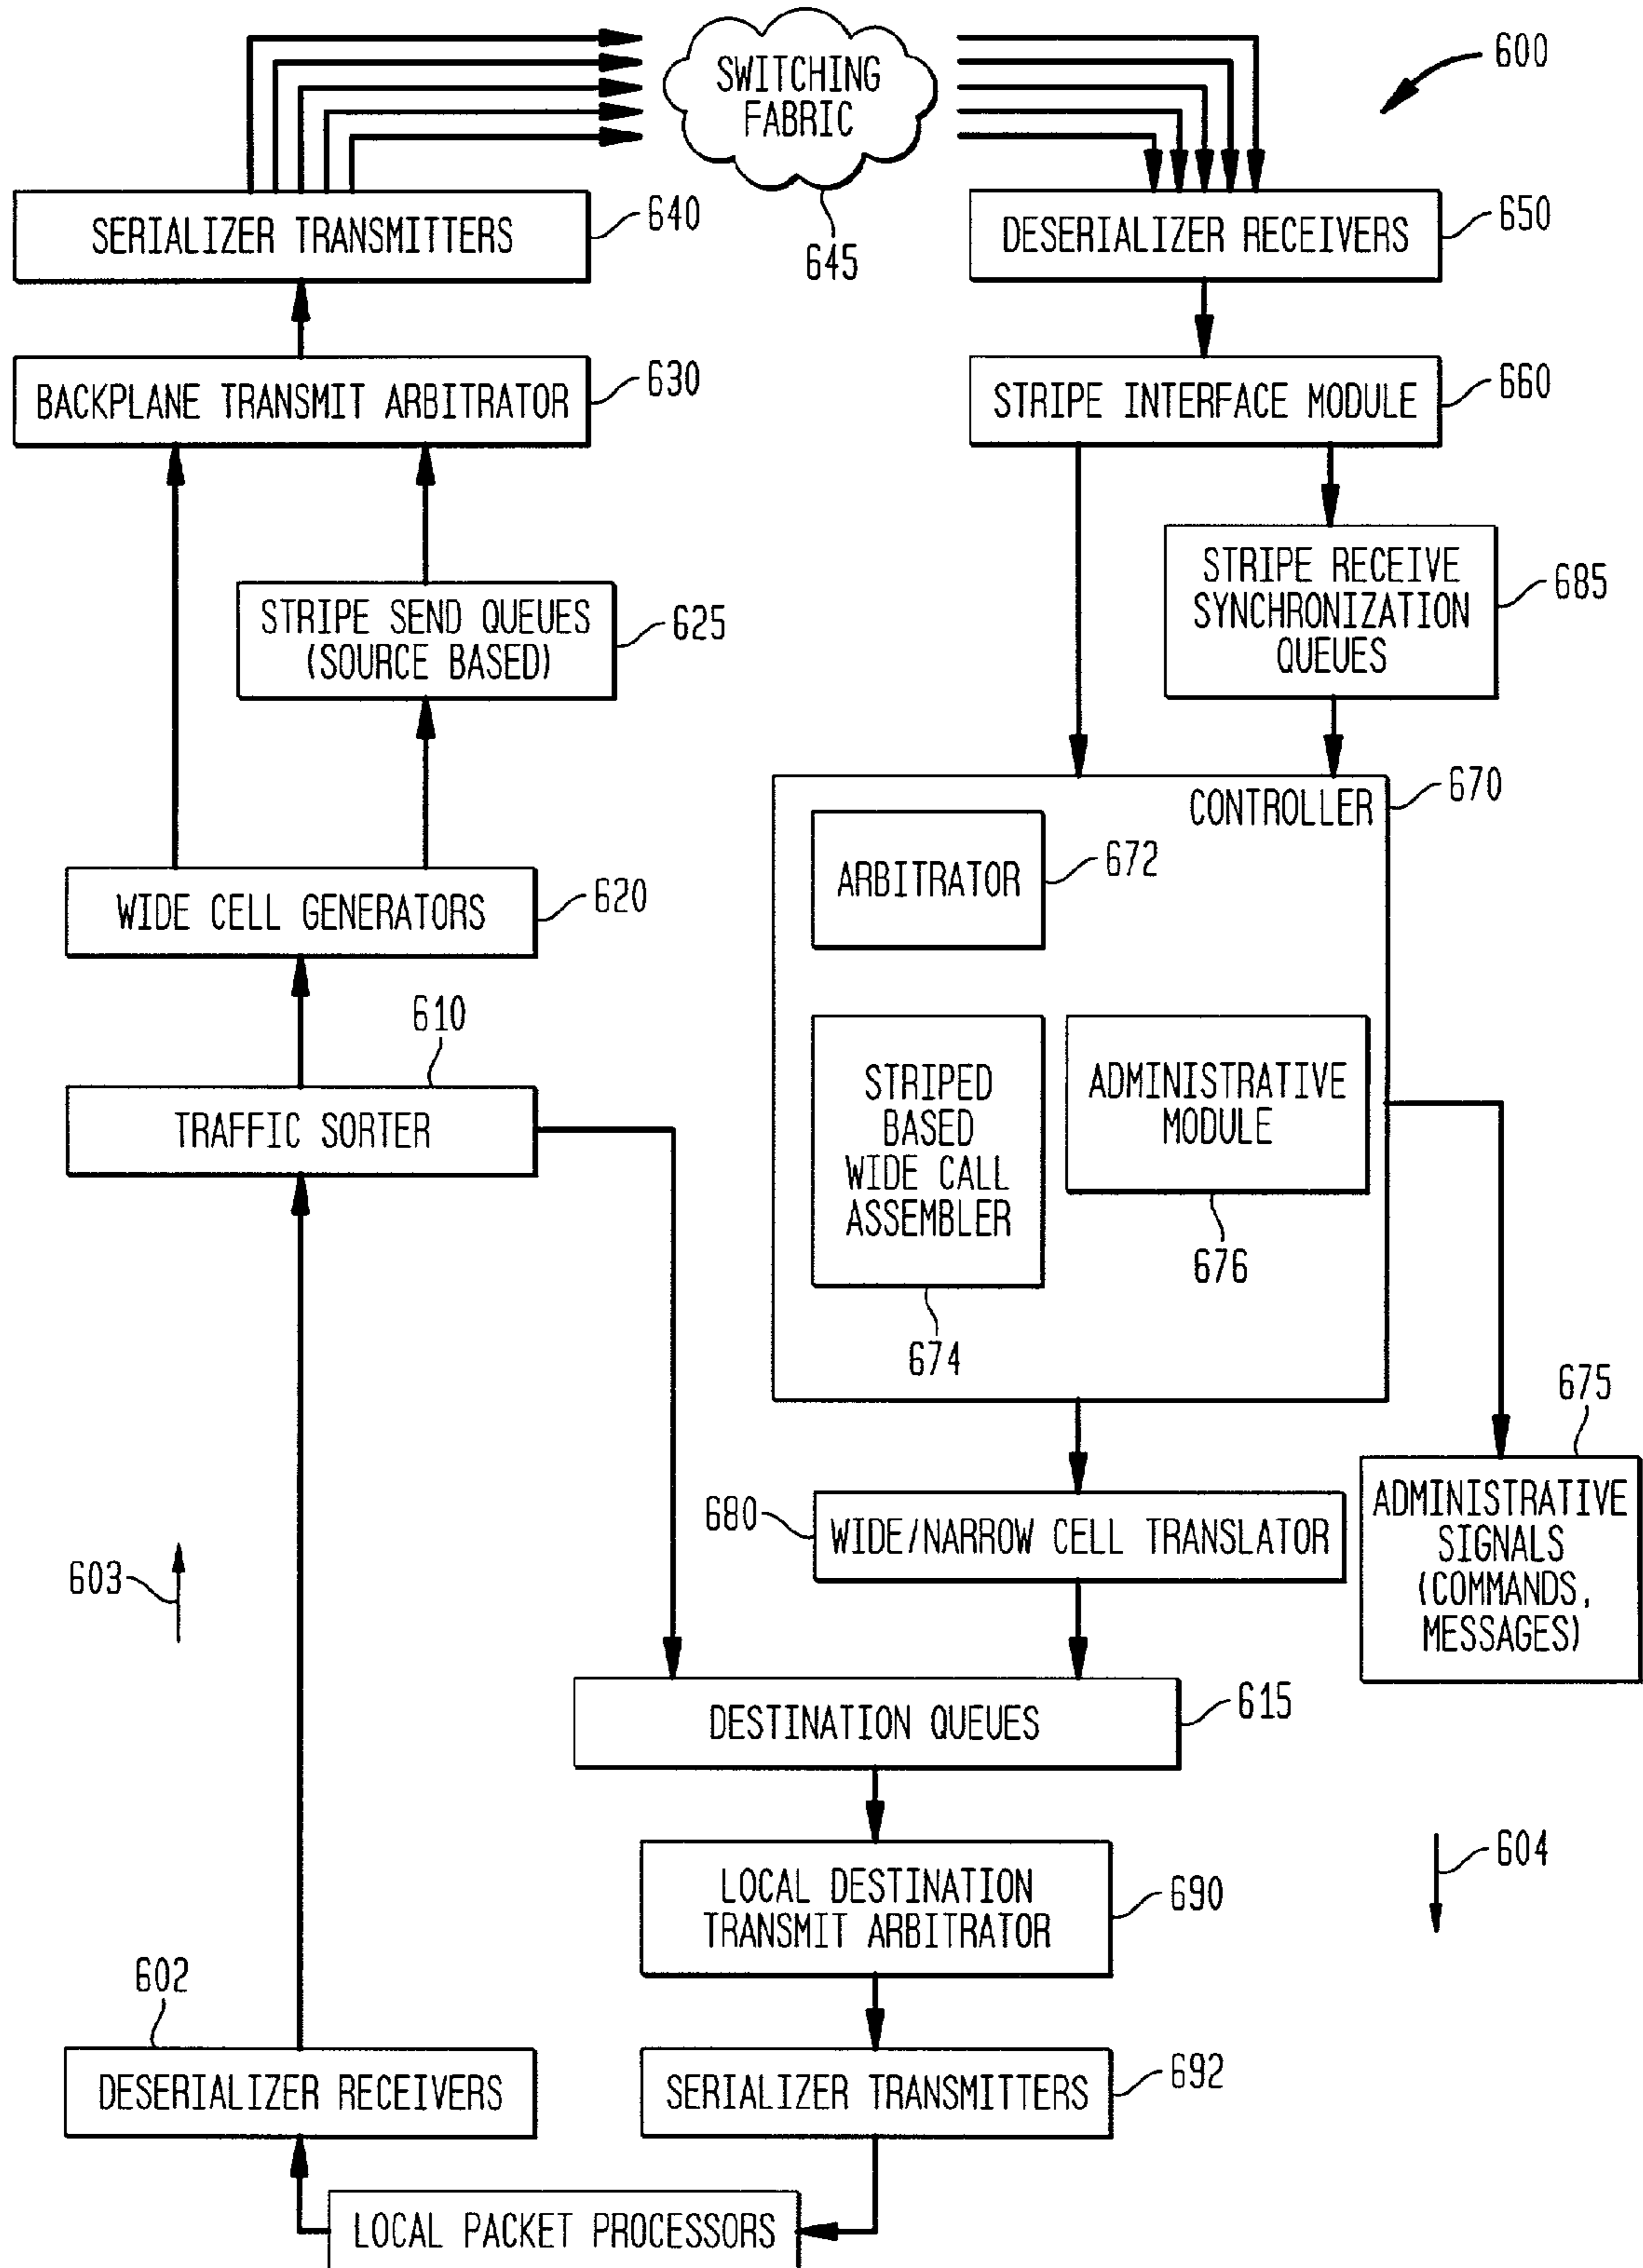 600
SWITCHING
FABRIC
645
SERIALIZER TRANSMITTERS
640
DESERIALIZER RECEIVERS
650
BACKPLANE TRANSMIT ARBITRATOR
630
STRIPE INTERFACE MODULE
660
STRIPE SEND QUEUES
(SOURCE BASED)
625
STRIPE RECEIVE
SYNCHRONIZATION
QUEUES
685
WIDE CELL GENERATORS
620
CONTROLLER
670
ARBITRATOR
672
610
TRAFFIC SORTER
STRIPED
BASED
WIDE CALL
ASSEMBLER
674
ADMINISTRATIVE
MODULE
676
675
ADMINISTRATIVE
SIGNALS
(COMMANDS,
MESSAGES)
680
WIDE/NARROW CELL TRANSLATOR
603
DESTINATION QUEUES
615
LOCAL DESTINATION
TRANSMIT ARBITRATOR
690
604
602
DESERIALIZER RECEIVERS
SERIALIZER TRANSMITTERS
692
LOCAL PACKET PROCESSORS